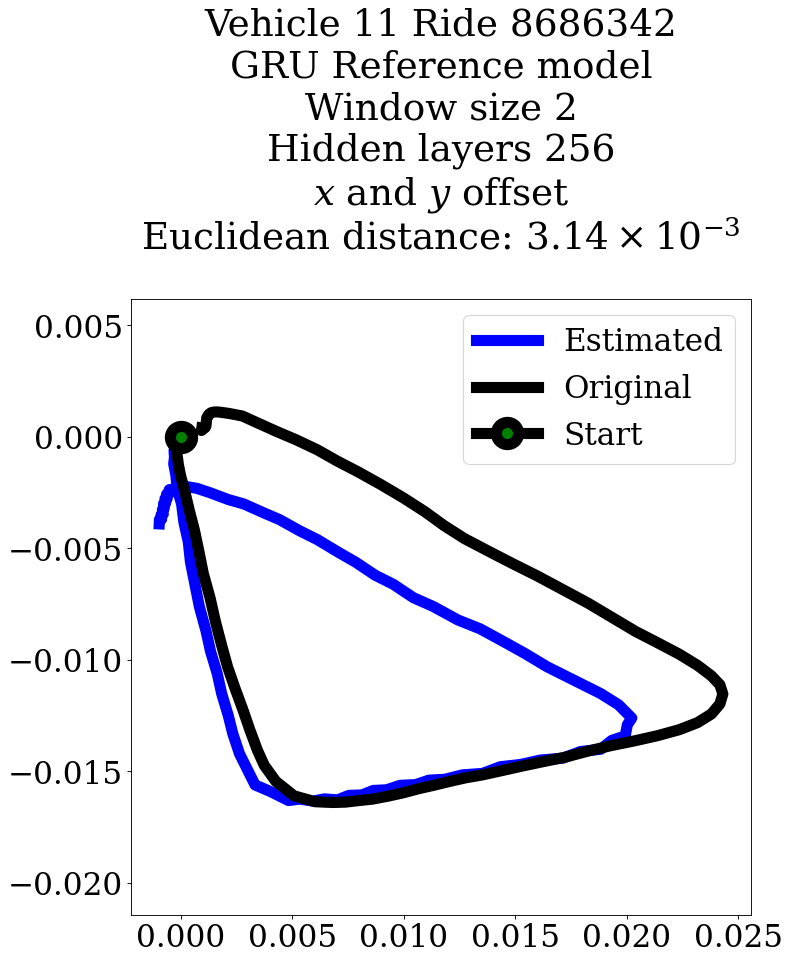 Vehicle 11 Ride 8686342
GRU Reference model
Window size 2
Hidden layers 256
x and y offset
Euclidean distance: 3.14 × 10⁻³
Estimated
Original
Start
0.005
0.000
−0.005
−0.010
−0.015
−0.020
0.000 0.005 0.010 0.015 0.020 0.025